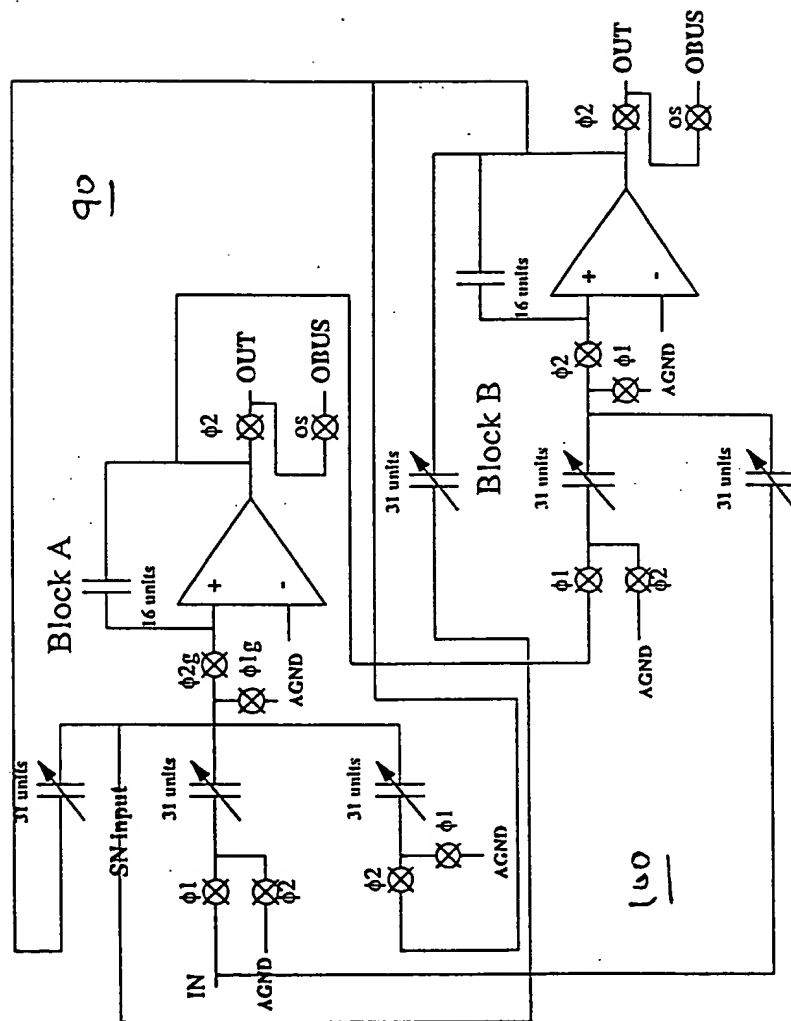 90
Block A
31 units
16 units
SN Input
φ2g
+
-
φ2
OUT
φ1g
AGND
os
OBUS
31 units
IN
φ1
φ2
AGND
31 units
φ2
φ1
AGND
Block B
31 units
16 units
φ2
OUT
+
-
os
OBUS
φ2
φ1
AGND
31 units
φ1
φ2
AGND
31 units
100